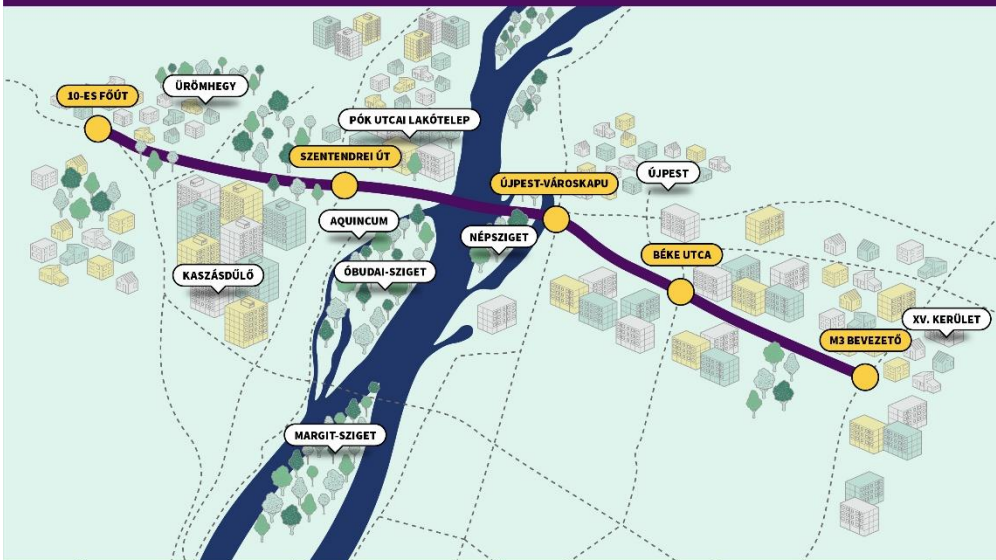 10-ES FŐÚT
ÜRÖMHEGY
PÓK UTCAI LAKÓTELEP
SZENTENDREI ÚT
ÚJPEST-VÁROSKAPU
ÚJPEST
AQUINCUM
NÉPSZIGET
KASZÁSDŰLŐ
ÓBUDAI-SZIGET
BÉKE UTCA
XV. KERÜLET
M3 BEVEZETŐ
MARGIT-SZIGET